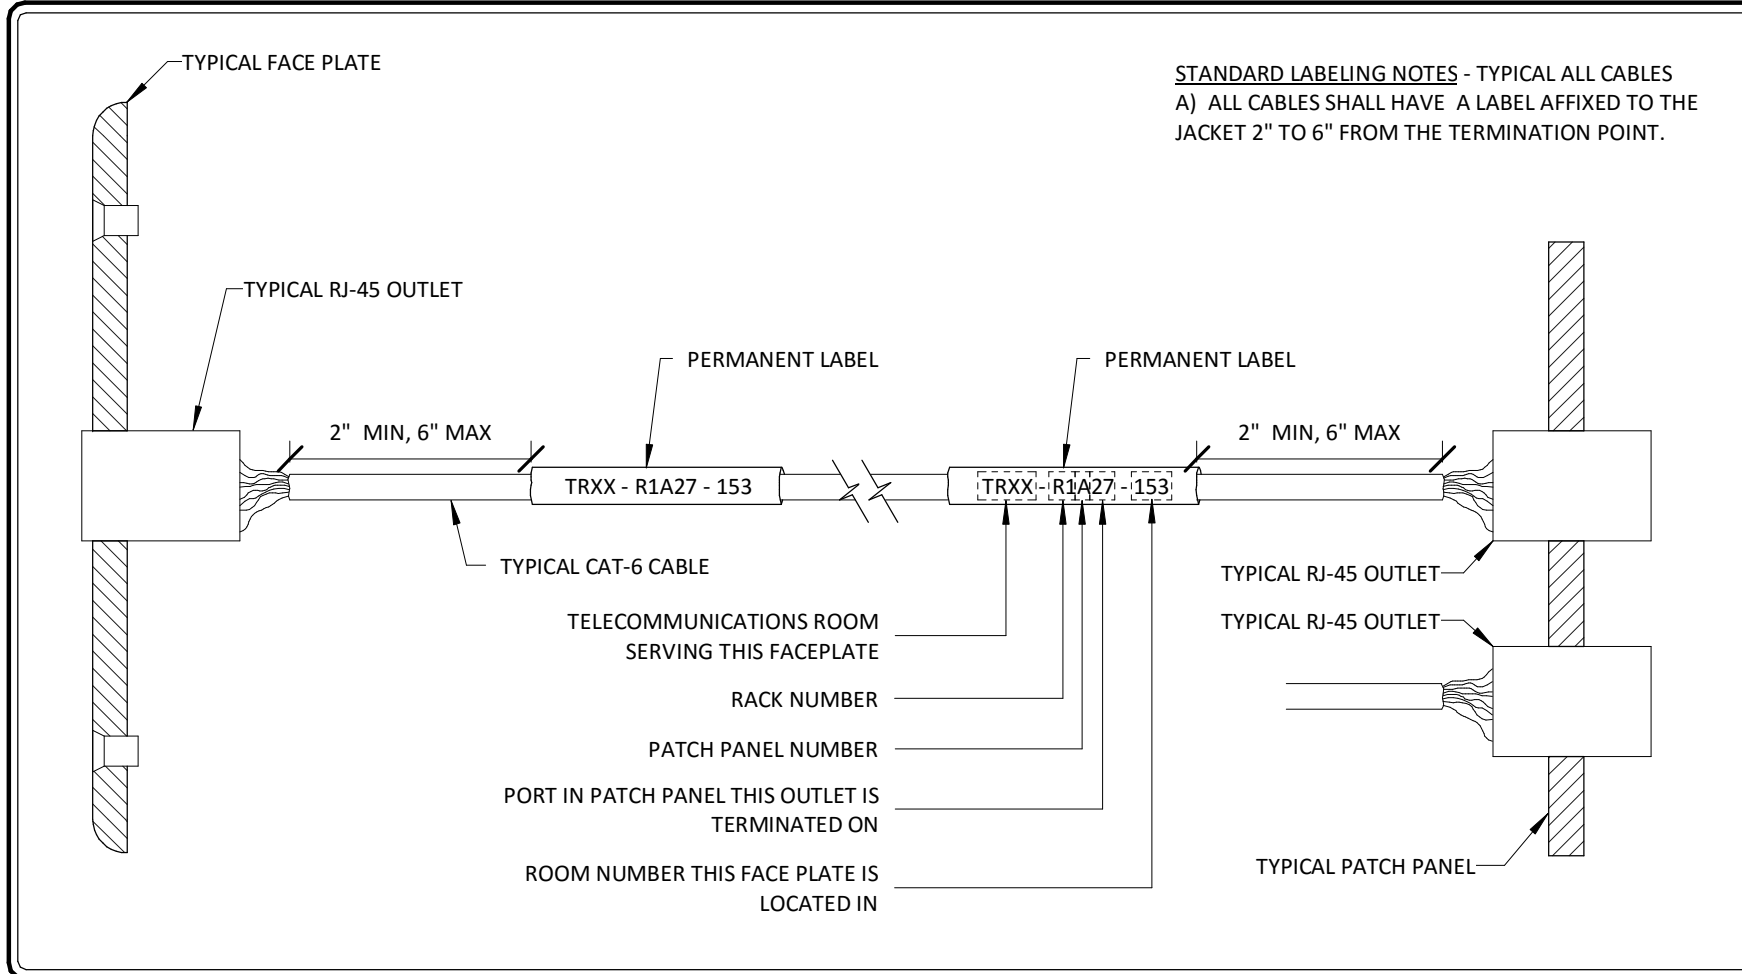 TYPICAL FACE PLATE
STANDARD LABELING NOTES - TYPICAL ALL CABLES
A) ALL CABLES SHALL HAVE A LABEL AFFIXED TO THE
JACKET 2" TO 6" FROM THE TERMINATION POINT.
TYPICAL RJ-45 OUTLET
PERMANENT LABEL
PERMANENT LABEL
2" MIN, 6" MAX
2" MIN, 6" MAX
TRXX - R1A27 - 153
TRXX - R1A27 - 153
TYPICAL CAT-6 CABLE
TYPICAL RJ-45 OUTLET
TYPICAL RJ-45 OUTLET
TELECOMMUNICATIONS ROOM
SERVING THIS FACEPLATE
RACK NUMBER
PATCH PANEL NUMBER
PORT IN PATCH PANEL THIS OUTLET IS
TERMINATED ON
ROOM NUMBER THIS FACE PLATE IS
LOCATED IN
TYPICAL PATCH PANEL